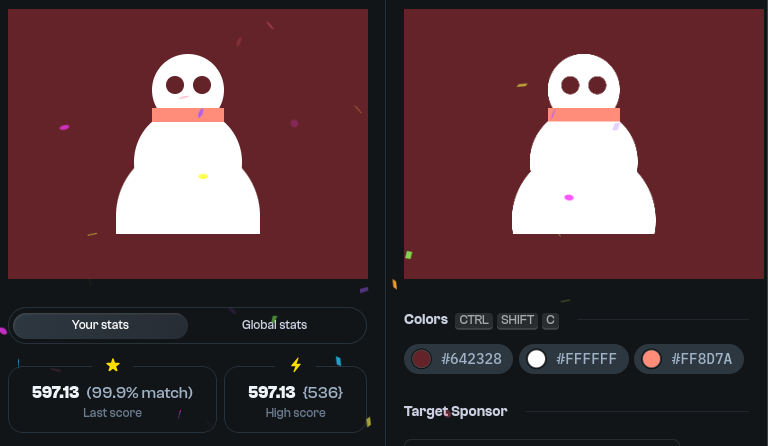 Your stats
Global stats
597.13 (99.9% match)
Last score
597.13 {536}
High score
Colors CTRL SHIFT C
#642328
#FFFFFF
#FF8D7A
Target Sponsor